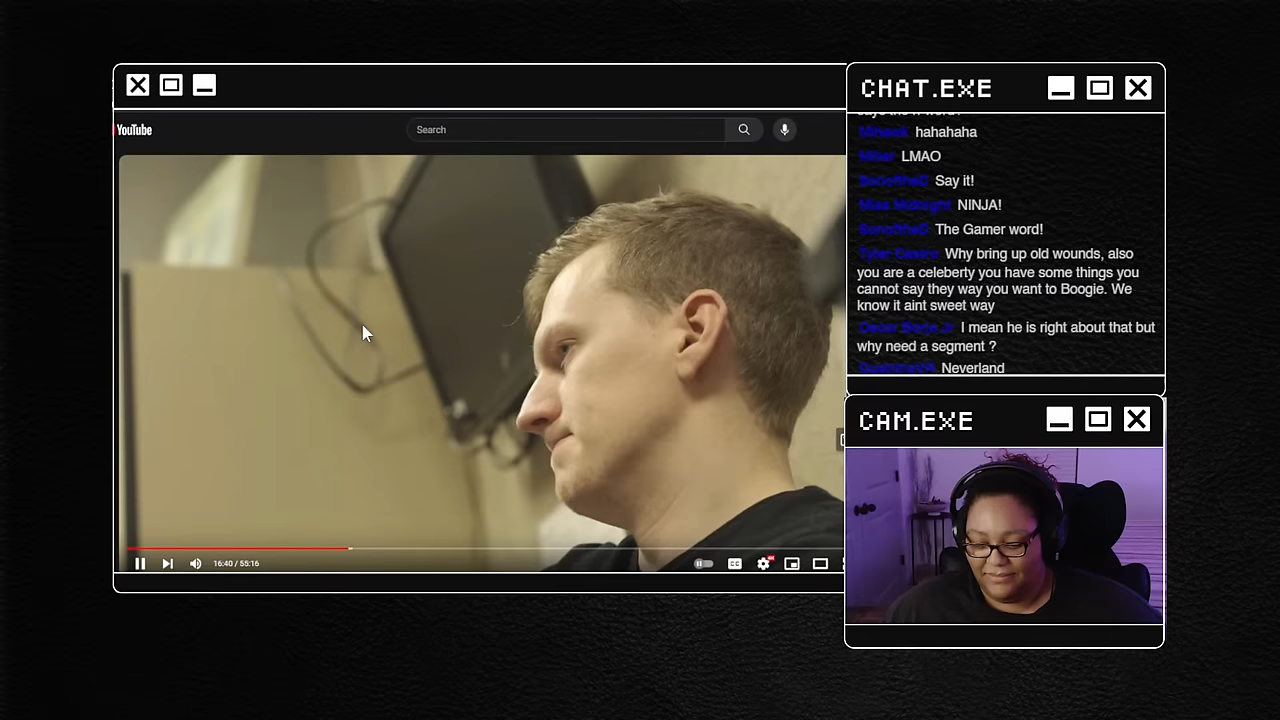 YouTube
Search
16:40 / 55:16
CC
CHAT.EXE
hahahaha
LMAO
Say it!
Miss Midnight NINJA!
The Gamer word!
Why bring up old wounds, also
you are a celeberty you have some things you
cannot say they way you want to Boogie. We
know it aint sweet way
I mean he is right about that but
why need a segment ?
Neverland
CAM.EXE